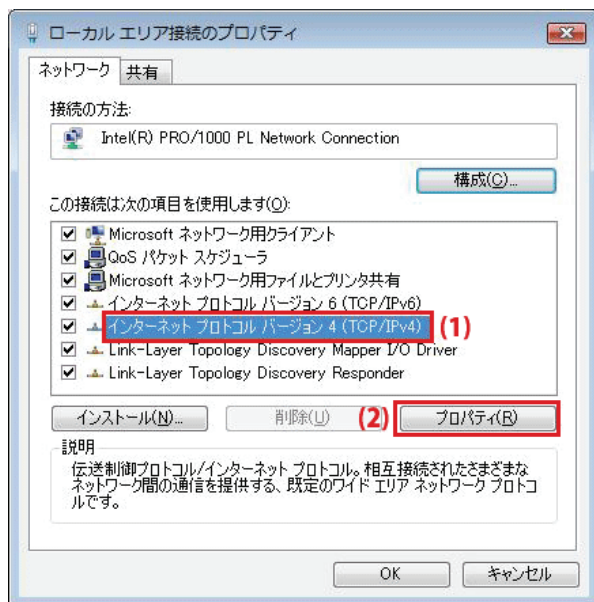 ローカル エリア接続のプロパティ
ネットワーク 共有
接続の方法:
Intel(R) PRO/1000 PL Network Connection
構成(C)...
この接続は次の項目を使用します(O):
Microsoft ネットワーク用クライアント
QoS パケット スケジューラ
Microsoft ネットワーク用ファイルとプリンタ共有
インターネット プロトコル バージョン 6 (TCP/IPv6)
インターネット プロトコル バージョン 4 (TCP/IPv4) (1)
Link-Layer Topology Discovery Mapper I/O Driver
Link-Layer Topology Discovery Responder
インストール(N)... 削除(U) (2) プロパティ(R)
説明
伝送制御プロトコル/インターネット プロトコル。相互接続されたさまざまな
ネットワーク間の通信を提供する、既定のワイド エリア ネットワーク プロトコ
ルです。
OK キャンセル